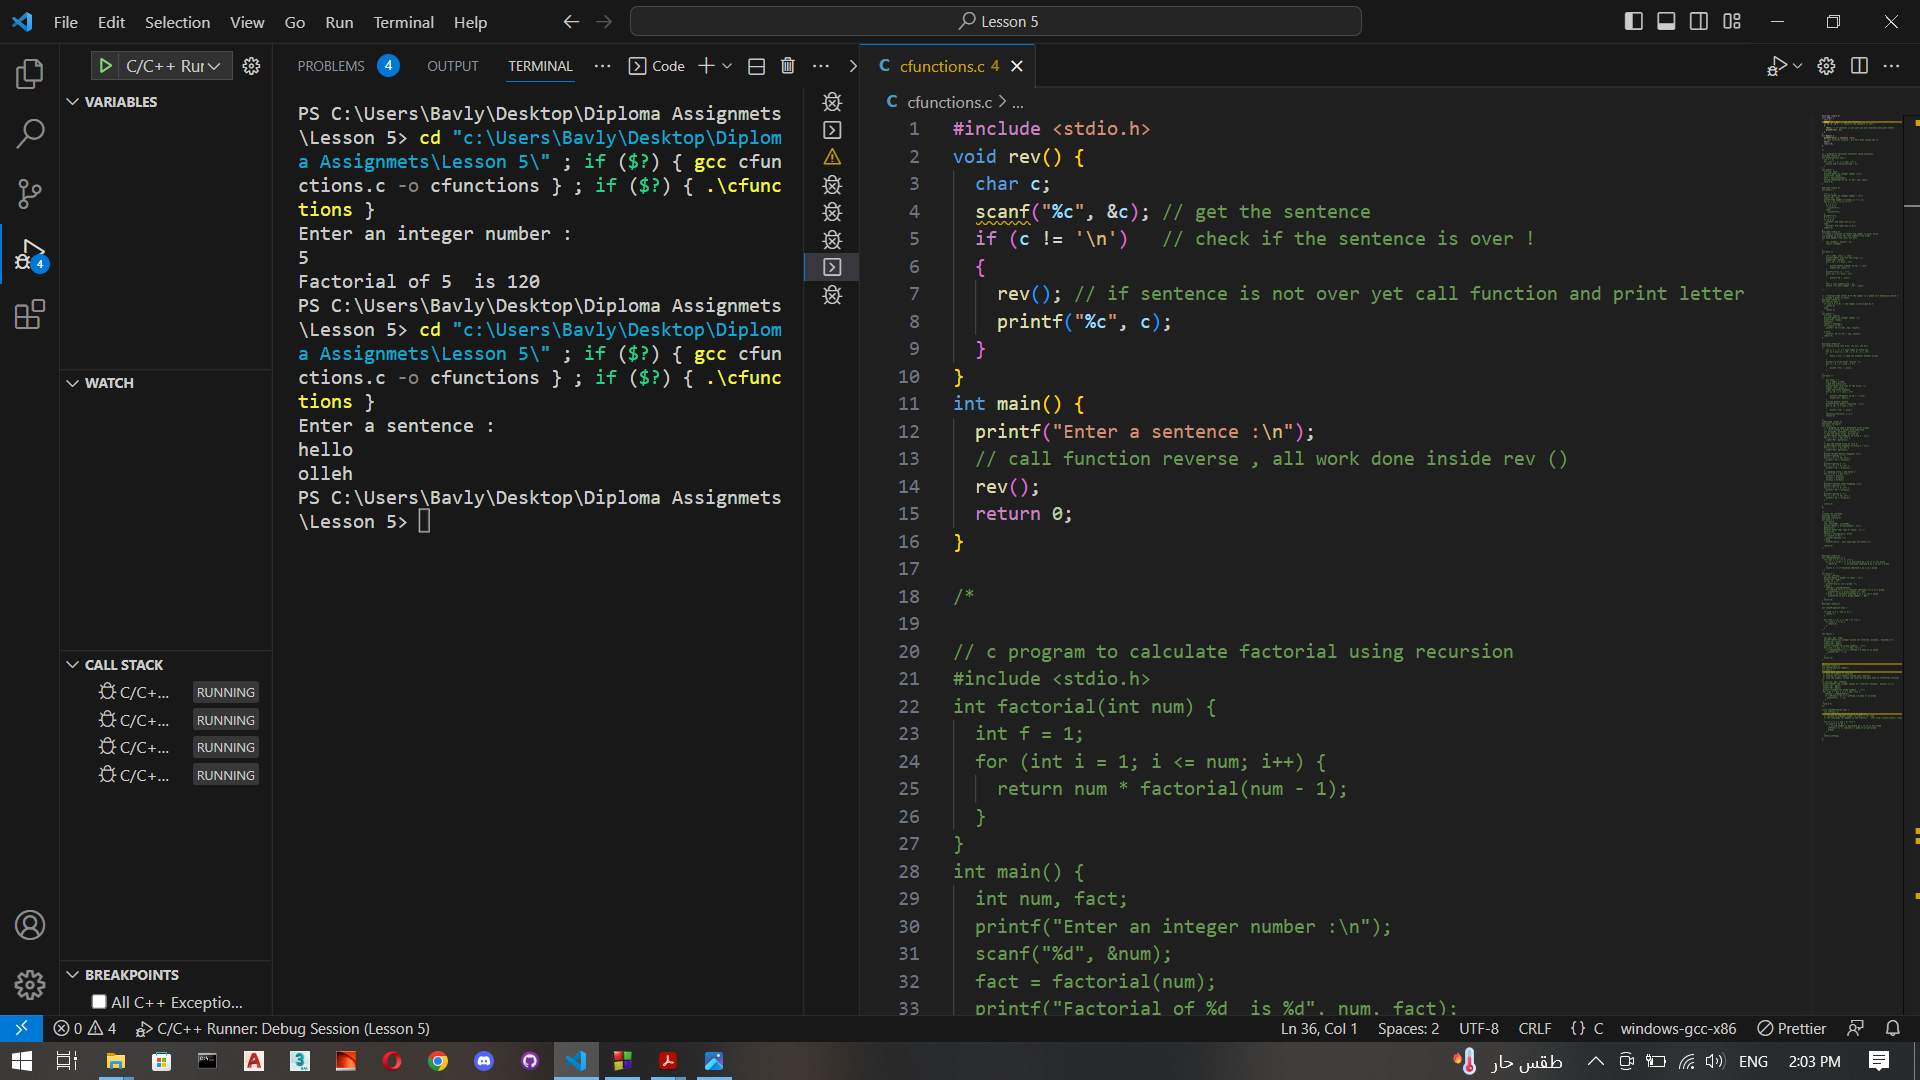 File Edit Selection View Go Run Terminal Help
Lesson 5
C/C++ Rur
VARIABLES
WATCH
CALL STACK
C/C+... RUNNING
C/C+... RUNNING
C/C+... RUNNING
C/C+... RUNNING
BREAKPOINTS
All C++ Exceptio...
4
PROBLEMS 4 OUTPUT TERMINAL ... Code
PS C:\Users\Bavly\Desktop\Diploma Assignmets
\Lesson 5> cd "c:\Users\Bavly\Desktop\Diplom
a Assignmets\Lesson 5\" ; if ($?) { gcc cfun
ctions.c -o cfunctions } ; if ($?) { .\cfunc
tions }
Enter an integer number :
5
Factorial of 5  is 120
PS C:\Users\Bavly\Desktop\Diploma Assignmets
\Lesson 5> cd "c:\Users\Bavly\Desktop\Diplom
a Assignmets\Lesson 5\" ; if ($?) { gcc cfun
ctions.c -o cfunctions } ; if ($?) { .\cfunc
tions }
Enter a sentence :
hello
olleh
PS C:\Users\Bavly\Desktop\Diploma Assignmets
\Lesson 5>
C cfunctions.c 4
C cfunctions.c > ...
1 #include <stdio.h>
2 void rev() {
3   char c;
4   scanf("%c", &c); // get the sentence
5   if (c != '\n')   // check if the sentence is over !
6   {
7     rev(); // if sentence is not over yet call function and print letter
8     printf("%c", c);
9   }
10 }
11 int main() {
12   printf("Enter a sentence :\n");
13   // call function reverse , all work done inside rev ()
14   rev();
15   return 0;
16 }
17
18 /*
19
20 // c program to calculate factorial using recursion
21 #include <stdio.h>
22 int factorial(int num) {
23   int f = 1;
24   for (int i = 1; i <= num; i++) {
25     return num * factorial(num - 1);
26   }
27 }
28 int main() {
29   int num, fact;
30   printf("Enter an integer number :\n");
31   scanf("%d", &num);
32   fact = factorial(num);
33   printf("Factorial of %d  is %d", num, fact);
0 4 C/C++ Runner: Debug Session (Lesson 5) Ln 36, Col 1 Spaces: 2 UTF-8 CRLF {} C windows-gcc-x86 Prettier
طقس حار ENG 2:03 PM